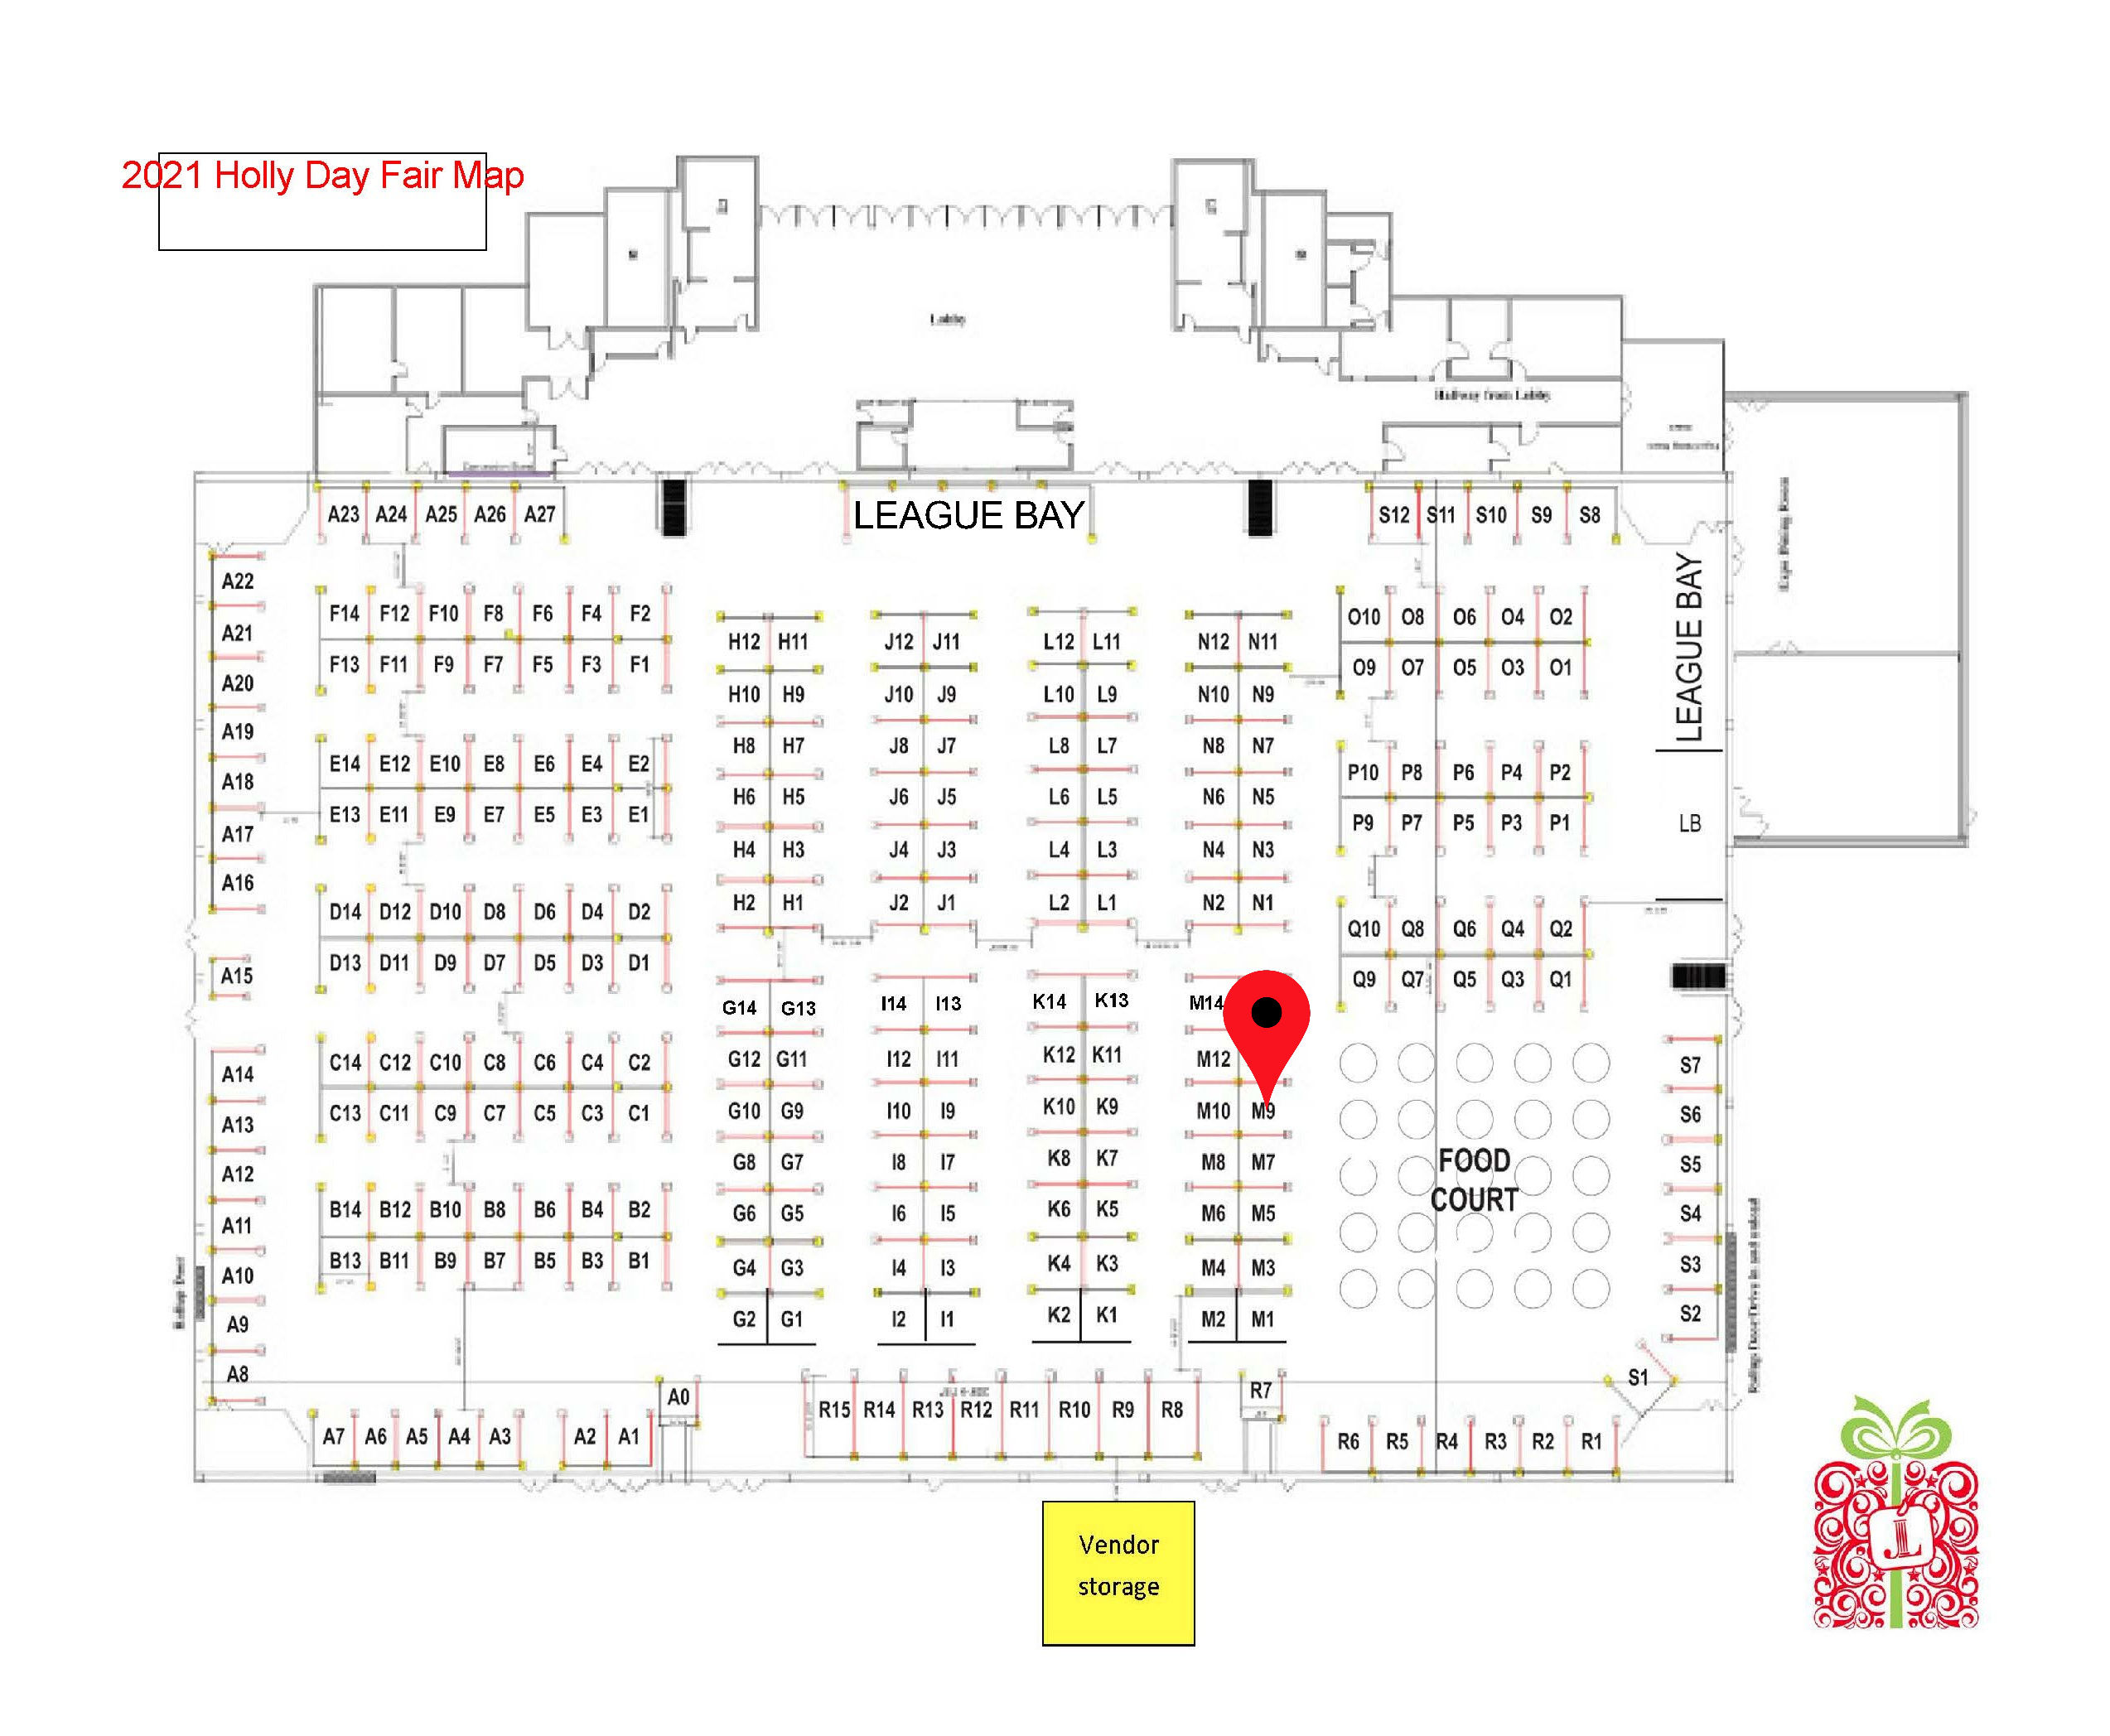 2021 Holly Day Fair Map
Lobby
Hallway from Lobby
LEAGUE BAY
A23 A24 A25 A26 A27
S12 S11 S10 S9 S8
A22
A21
A20
A19
A18
A17
A16
A15
A14
A13
A12
A11
A10
A9
A8
F14 F12 F10 F8 F6 F4 F2
F13 F11 F9 F7 F5 F3 F1
E14 E12 E10 E8 E6 E4 E2
E13 E11 E9 E7 E5 E3 E1
D14 D12 D10 D8 D6 D4 D2
D13 D11 D9 D7 D5 D3 D1
C14 C12 C10 C8 C6 C4 C2
C13 C11 C9 C7 C5 C3 C1
B14 B12 B10 B8 B6 B4 B2
B13 B11 B9 B7 B5 B3 B1
H12 H11
H10 H9
H8 H7
H6 H5
H4 H3
H2 H1
G14 G13
G12 G11
G10 G9
G8 G7
G6 G5
G4 G3
G2 G1
J12 J11
J10 J9
J8 J7
J6 J5
J4 J3
J2 J1
I14 I13
I12 I11
I10 I9
I8 I7
I6 I5
I4 I3
I2 I1
L12 L11
L10 L9
L8 L7
L6 L5
L4 L3
L2 L1
K14 K13
K12 K11
K10 K9
K8 K7
K6 K5
K4 K3
K2 K1
N12 N11
N10 N9
N8 N7
N6 N5
N4 N3
N2 N1
M14
M12
M10 M9
M8 M7
M6 M5
M4 M3
M2 M1
O10 O8 O6 O4 O2
O9 O7 O5 O3 O1
P10 P8 P6 P4 P2
P9 P7 P5 P3 P1
Q10 Q8 Q6 Q4 Q2
Q9 Q7 Q5 Q3 Q1
LEAGUE BAY
LB
FOOD
COURT
S7
S6
S5
S4
S3
S2
S1
A7 A6 A5 A4 A3 A2 A1
A0
R15 R14 R13 R12 R11 R10 R9 R8
R7
R6 R5 R4 R3 R2 R1
Vendor
storage
JL